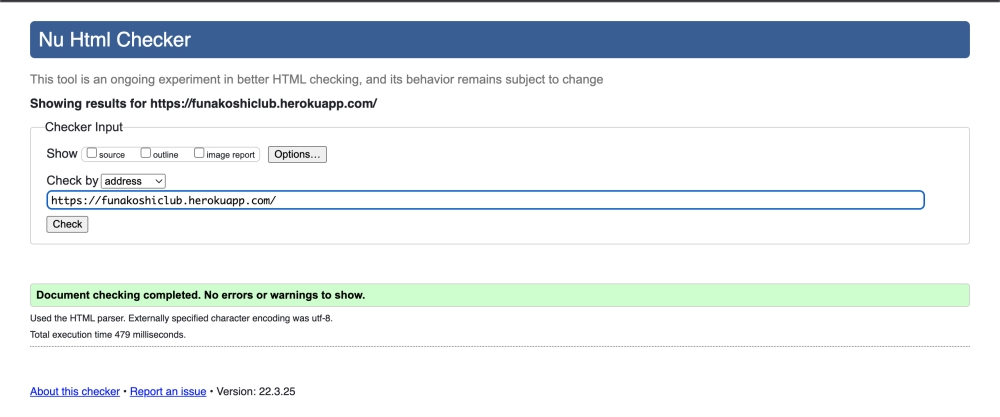 Nu Html Checker
This tool is an ongoing experiment in better HTML checking, and its behavior remains subject to change
Showing results for https://funakoshiclub.herokuapp.com/
Checker Input
Show source outline image report Options...
Check by address
https://funakoshiclub.herokuapp.com/
Check
Document checking completed. No errors or warnings to show.
Used the HTML parser. Externally specified character encoding was utf-8.
Total execution time 479 milliseconds.
About this checker • Report an issue • Version: 22.3.25